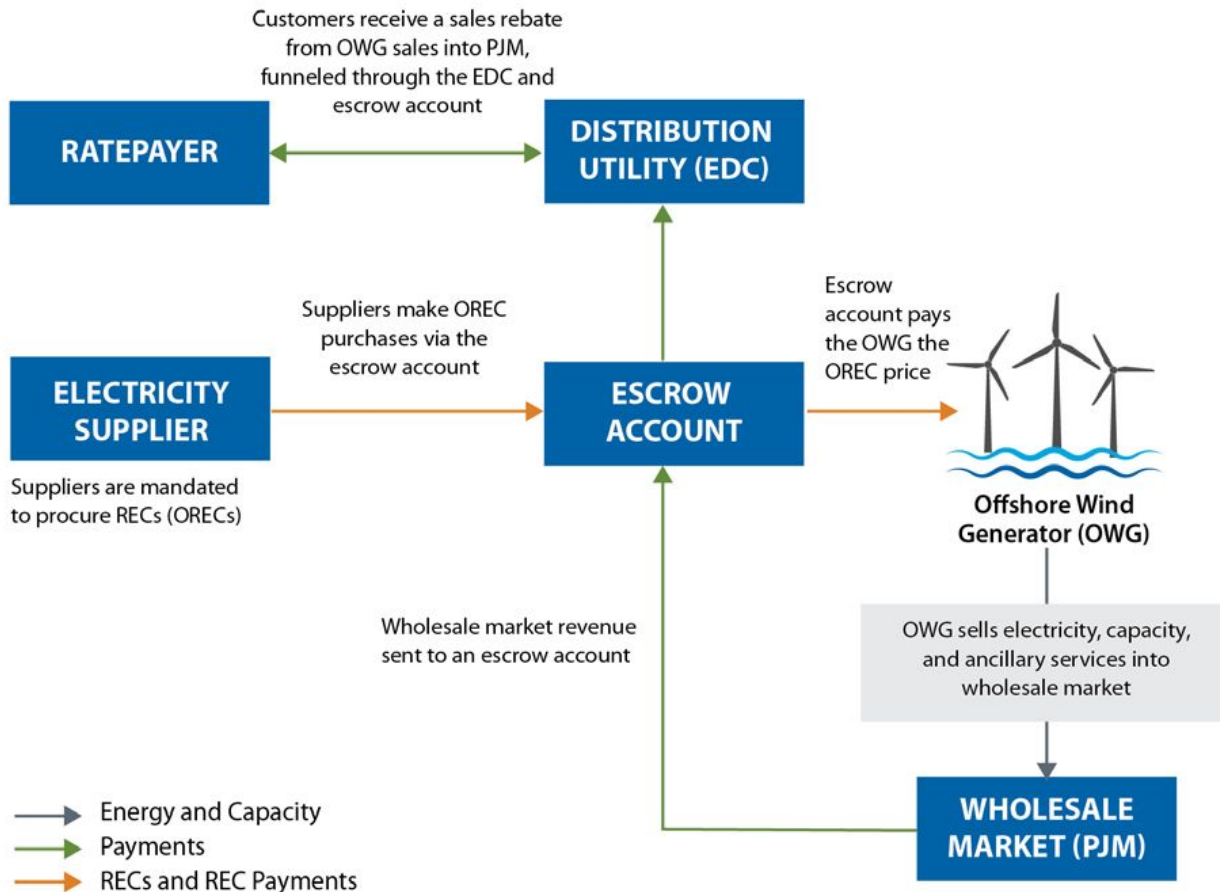 Customers receive a sales rebate
from OWG sales into PJM,
funneled through the EDC and
escrow account
RATEPAYER
DISTRIBUTION
UTILITY (EDC)
Suppliers make OREC
purchases via the
escrow account
Escrow
account pays
the OWG the
OREC price
ELECTRICITY
SUPPLIER
ESCROW
ACCOUNT
Suppliers are mandated
to procure RECs (ORECs)
Offshore Wind
Generator (OWG)
Wholesale market revenue
sent to an escrow account
OWG sells electricity, capacity,
and ancillary services into
wholesale market
WHOLESALE
MARKET (PJM)
Energy and Capacity
Payments
RECs and REC Payments